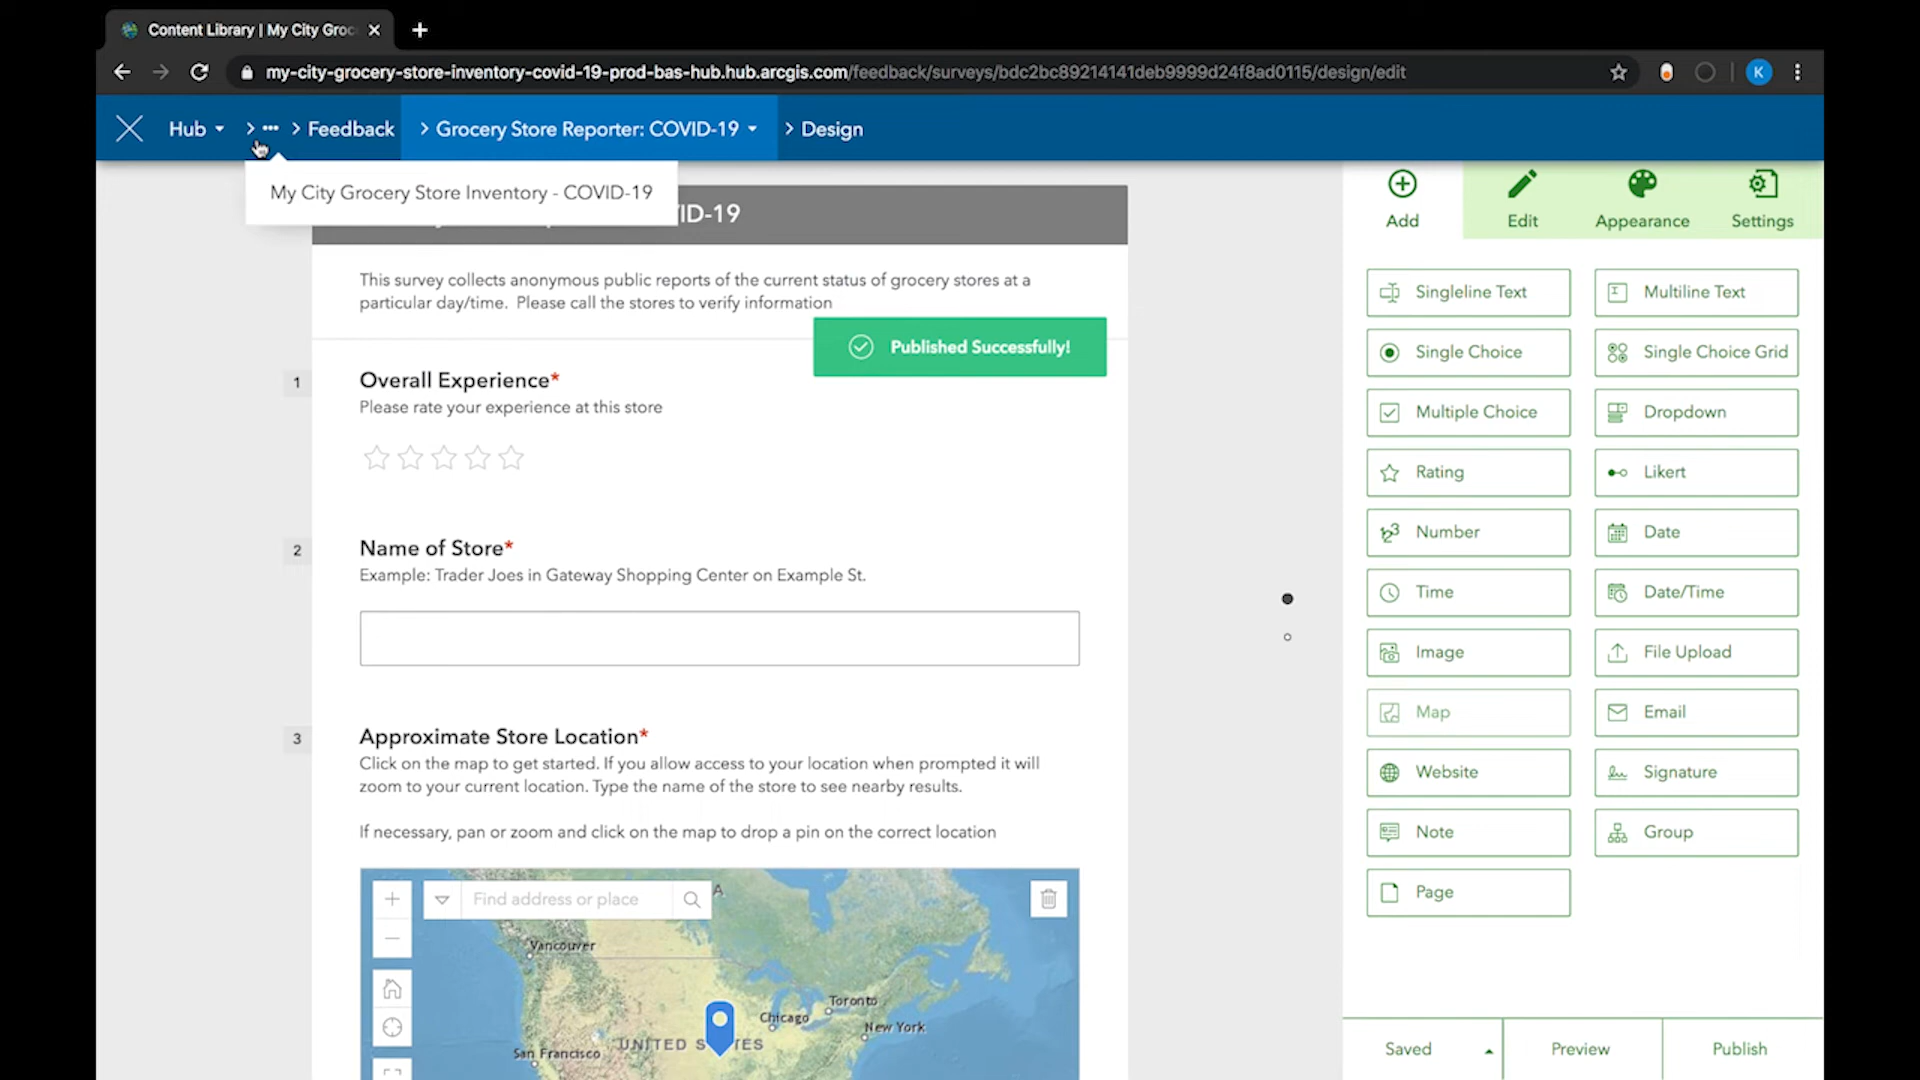 Content Library | My City Groc
my-city-grocery-store-inventory-covid-19-prod-bas-hub.hub.arcgis.com/feedback/surveys/bdc2bc89214141deb9999d24f8ad0115/design/edit
K
Hub > ••• > Feedback > Grocery Store Reporter: COVID-19 > Design
My City Grocery Store Inventory - COVID-19
ID-19
This survey collects anonymous public reports of the current status of grocery stores at a
particular day/time. Please call the stores to verify information
Published Successfully!
1
Overall Experience*
Please rate your experience at this store
2
Name of Store*
Example: Trader Joes in Gateway Shopping Center on Example St.
3
Approximate Store Location*
Click on the map to get started. If you allow access to your location when prompted it will
zoom to your current location. Type the name of the store to see nearby results.
If necessary, pan or zoom and click on the map to drop a pin on the correct location
Find address or place
A
Vancouver
Toronto
Chicago
New York
UNITED S TES
San Francisco
Add
Edit
Appearance
Settings
Singleline Text
Multiline Text
Single Choice
Single Choice Grid
Multiple Choice
Dropdown
Rating
Likert
Number
Date
Time
Date/Time
Image
File Upload
Map
Email
Website
Signature
Note
Group
Page
Saved
Preview
Publish